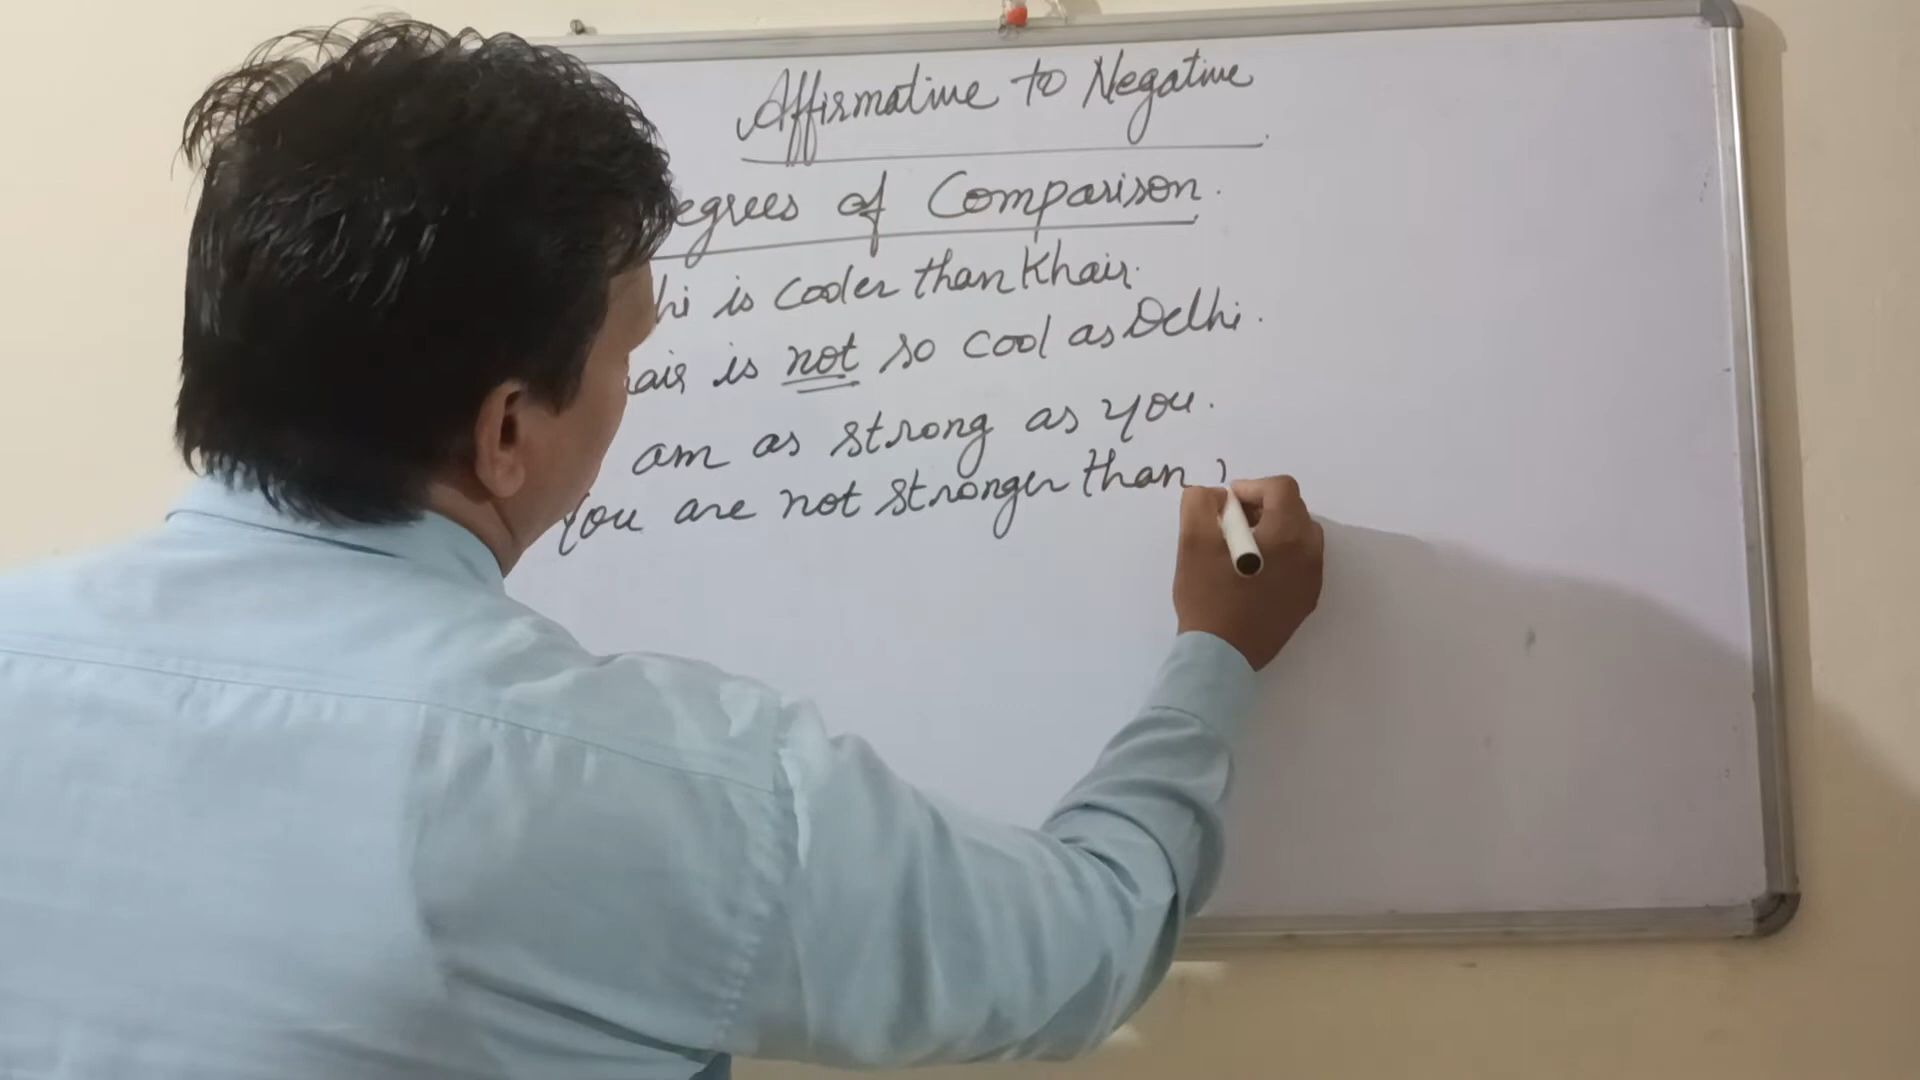 Affirmative to Negative
egrees of Comparison.
hi is cooler than Khair.
air is not so cool as Delhi.
am as strong as you.
You are not stronger than